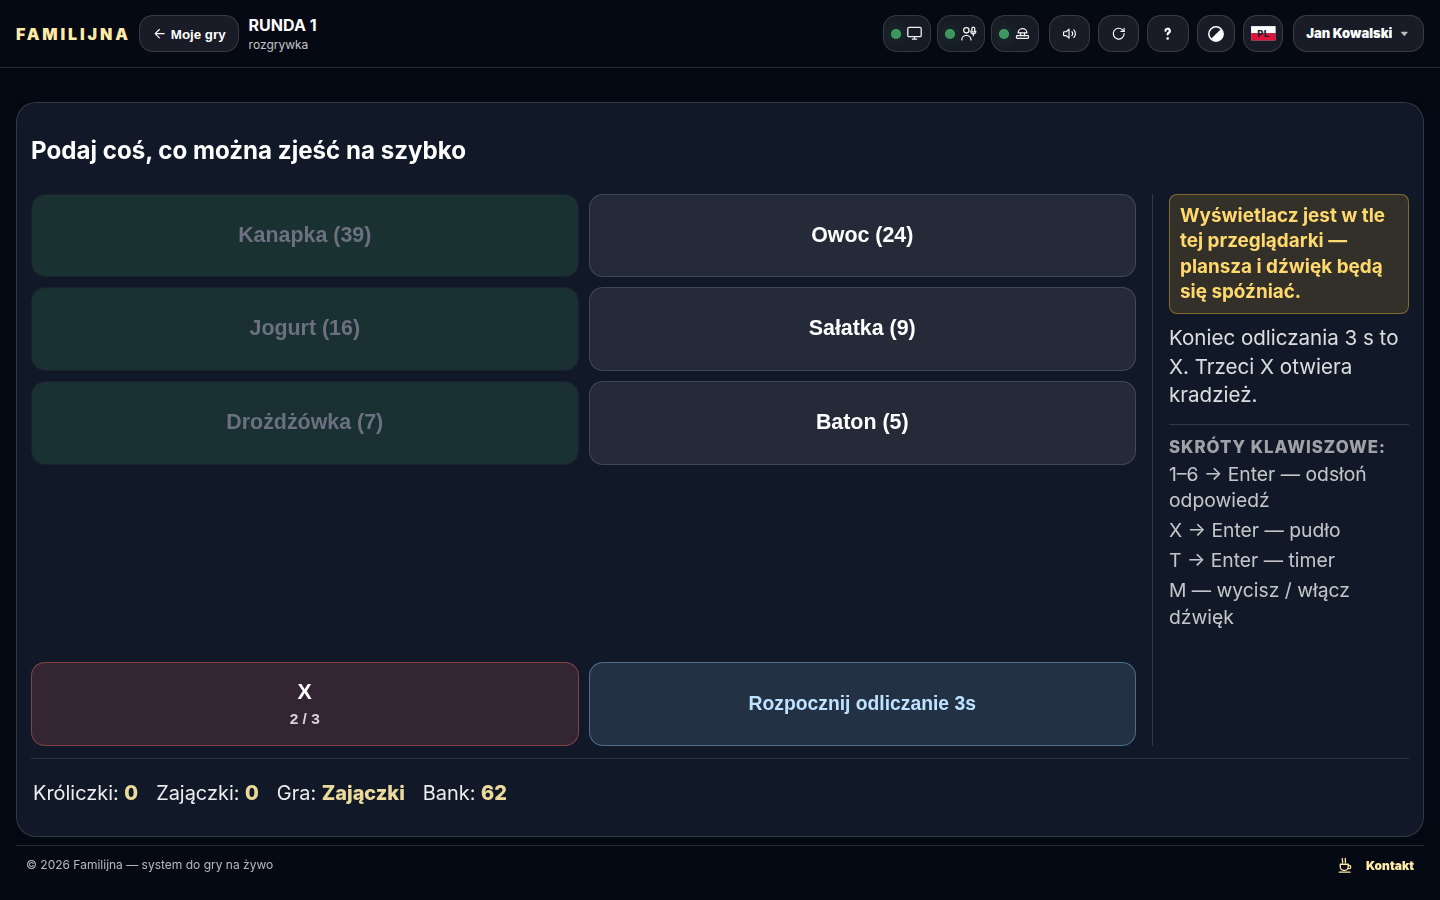 FAMILIJNA
← Moje gry
RUNDA 1
rozgrywka
?
PL
Jan Kowalski
Podaj coś, co można zjeść na szybko
Kanapka (39)
Owoc (24)
Jogurt (16)
Sałatka (9)
Drożdżówka (7)
Baton (5)
X
2 / 3
Rozpocznij odliczanie 3s
Wyświetlacz jest w tle
tej przeglądarki —
plansza i dźwięk będą
się spóźniać.
Koniec odliczania 3 s to
X. Trzeci X otwiera
kradzież.
SKRÓTY KLAWISZOWE:
1–6 → Enter — odsłoń
odpowiedź
X → Enter — pudło
T → Enter — timer
M — wycisz / włącz
dźwięk
Króliczki: 0 Zajączki: 0 Gra: Zajączki Bank: 62
© 2026 Familijna — system do gry na żywo
Kontakt